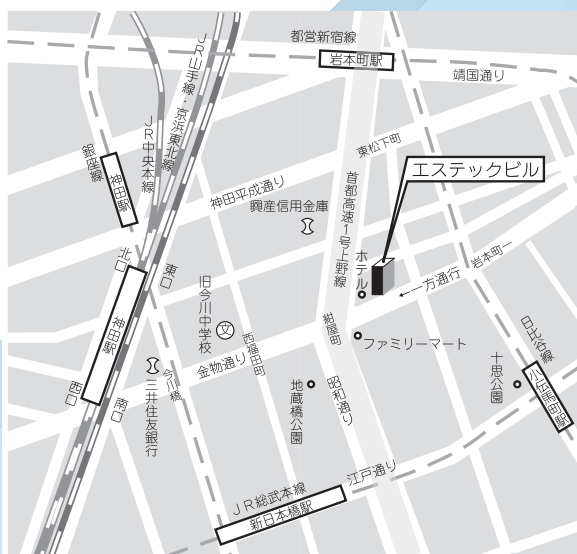 都営新宿線
岩本町駅
靖国通り
JR山手線・京浜東北線
JR中央本線
銀座線
神田駅
東松下町
エステックビル
神田平成通り
興産信用金庫
首都高速1号上野線
ホテル
北口
東口
神田駅
西口
南口
旧今川中学校
文
西福田町
金物通り
今川橋
三井住友銀行
紺屋町
←一方通行
岩本町一
ファミリーマート
地蔵橋公園
昭和通り
日比谷線
十思公園
小伝馬町駅
江戸通り
JR総武本線
新日本橋駅